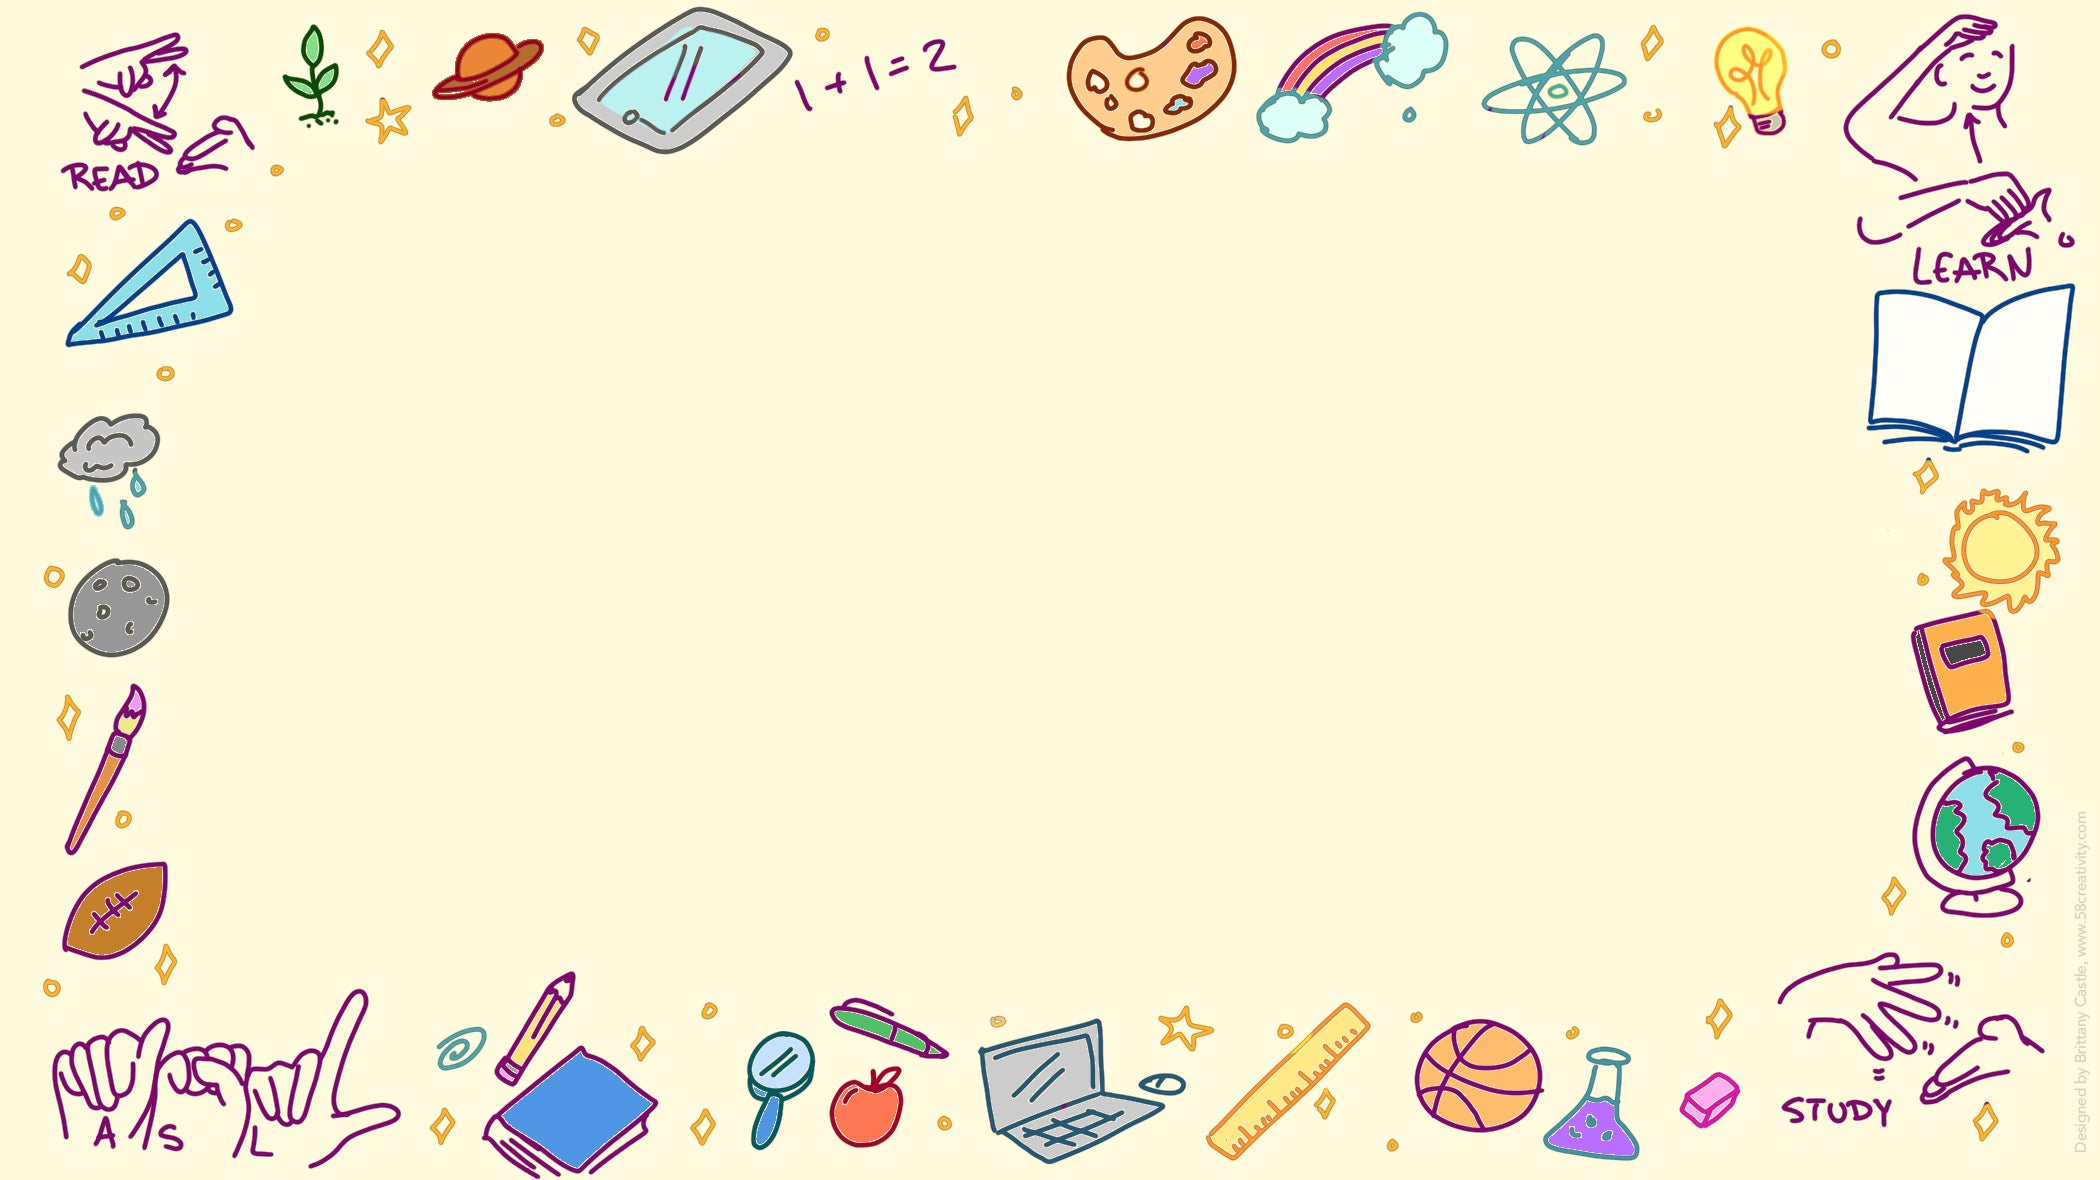 READ
1 + 1 = 2
LEARN
A S L
STUDY
Designed by Brittany Castle, www.58creativity.com